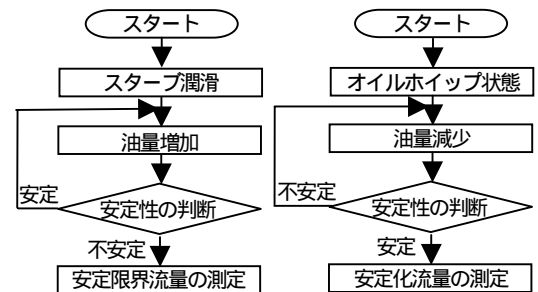 スタート
スターブ潤滑
油量増加
安定
安定性の判断
不安定
安定限界流量の測定
スタート
オイルホイップ状態
油量減少
不安定
安定性の判断
安定
安定化流量の測定